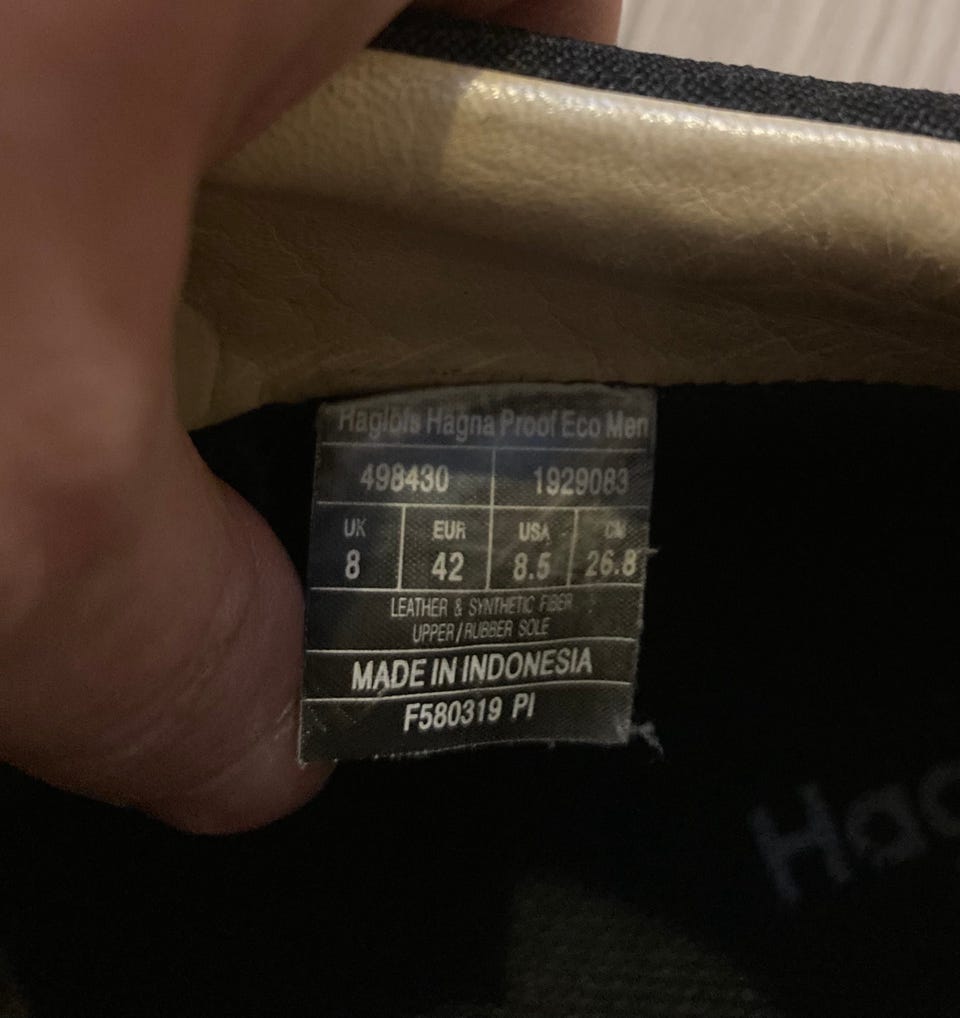 Haglöfs Hagna Proof Eco Men
498430 1929083
UK EUR USA CM
8 42 8.5 26.8
LEATHER & SYNTHETIC FIBER
UPPER/RUBBER SOLE
MADE IN INDONESIA
F580319 PI
Hag